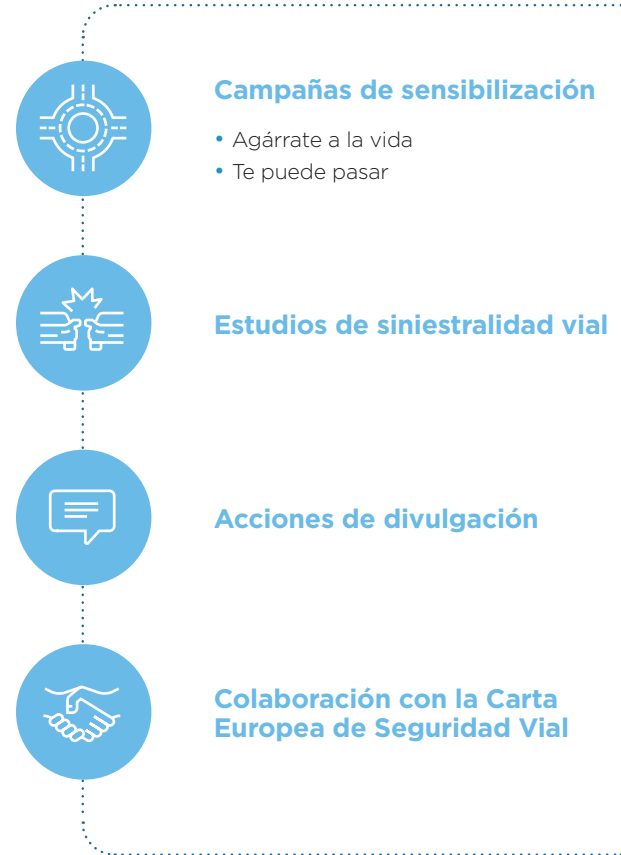 Campañas de sensibilización
• Agárrate a la vida
• Te puede pasar
Estudios de siniestralidad vial
Acciones de divulgación
Colaboración con la Carta
Europea de Seguridad Vial